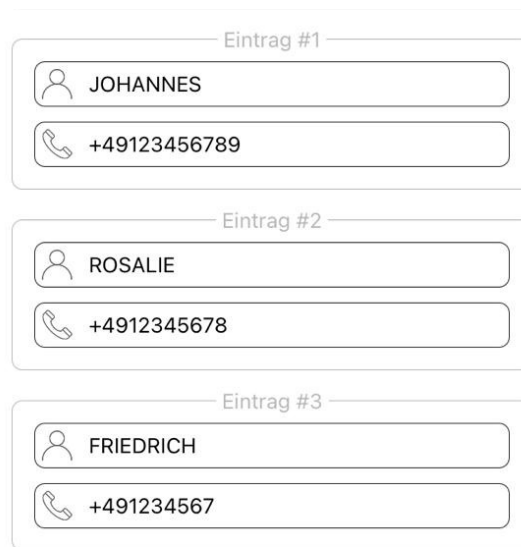 Eintrag #1
JOHANNES
+49123456789
Eintrag #2
ROSALIE
+4912345678
Eintrag #3
FRIEDRICH
+491234567